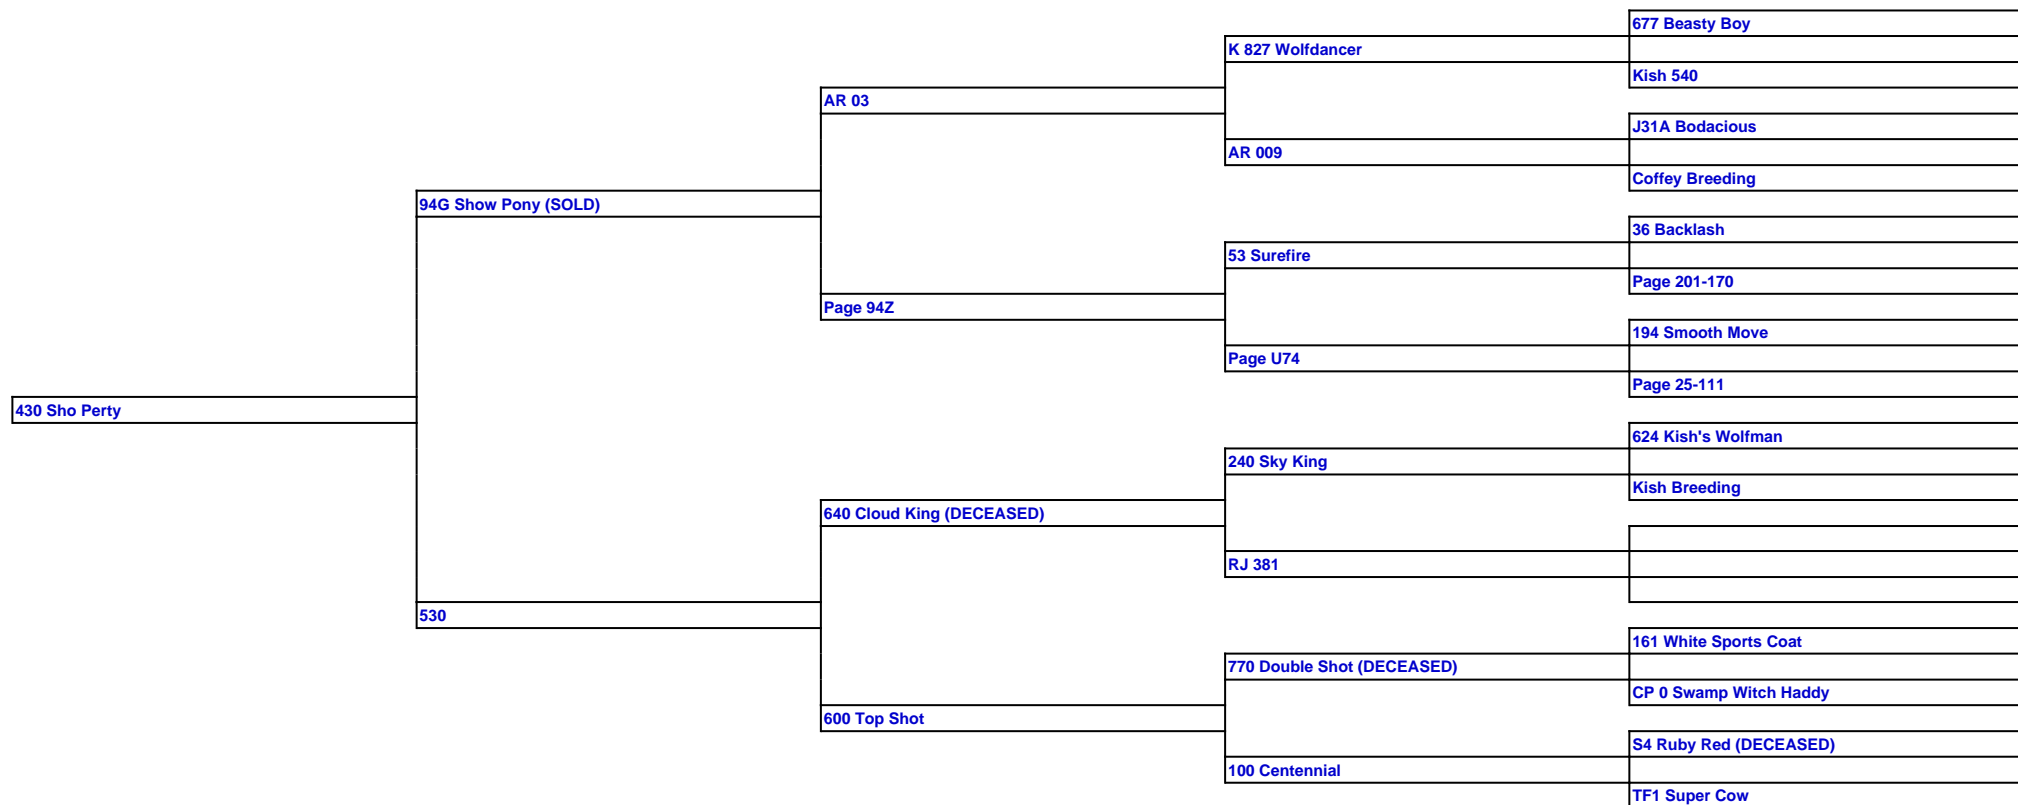 677 Beasty Boy
K 827 Wolfdancer
Kish 540
AR 03
J31A Bodacious
AR 009
Coffey Breeding
94G Show Pony (SOLD)
36 Backlash
53 Surefire
Page 201-170
Page 94Z
194 Smooth Move
Page U74
Page 25-111
430 Sho Perty
624 Kish's Wolfman
240 Sky King
Kish Breeding
640 Cloud King (DECEASED)
RJ 381
530
161 White Sports Coat
770 Double Shot (DECEASED)
CP 0 Swamp Witch Haddy
600 Top Shot
S4 Ruby Red (DECEASED)
100 Centennial
TF1 Super Cow